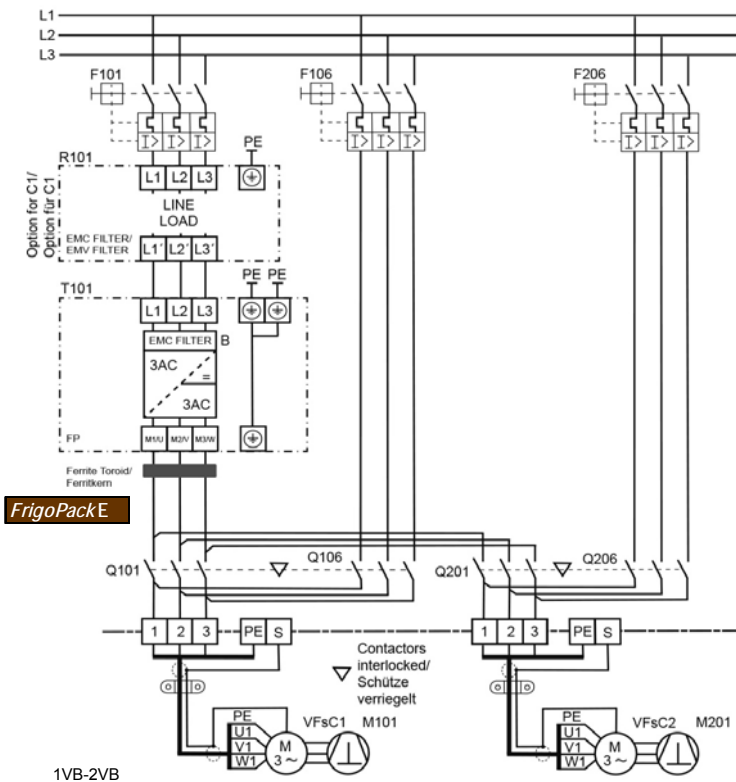 L1
L2
L3
F101
F106
F206
I> I> I>
I> I> I>
I> I> I>
R101
PE
L1 L2 L3
LINE
LOAD
Option for C1/
Option für C1
EMC FILTER/
EMV FILTER
L1´ L2´ L3´
PE PE
T101
L1 L2 L3
EMC FILTER B
3AC
=
3AC
FP
M1/U M2/V M3/W
Ferrite Toroid/
Ferritkern
FrigoPack E
Q101
Q106
Q201
Q206
1 2 3 PE S
1 2 3 PE S
Contactors
interlocked/
Schütze
verriegelt
PE
U1
V1
W1
M
3 ~
VFsC1 M101
PE
U1
V1
W1
M
3 ~
VFsC2 M201
1VB-2VB